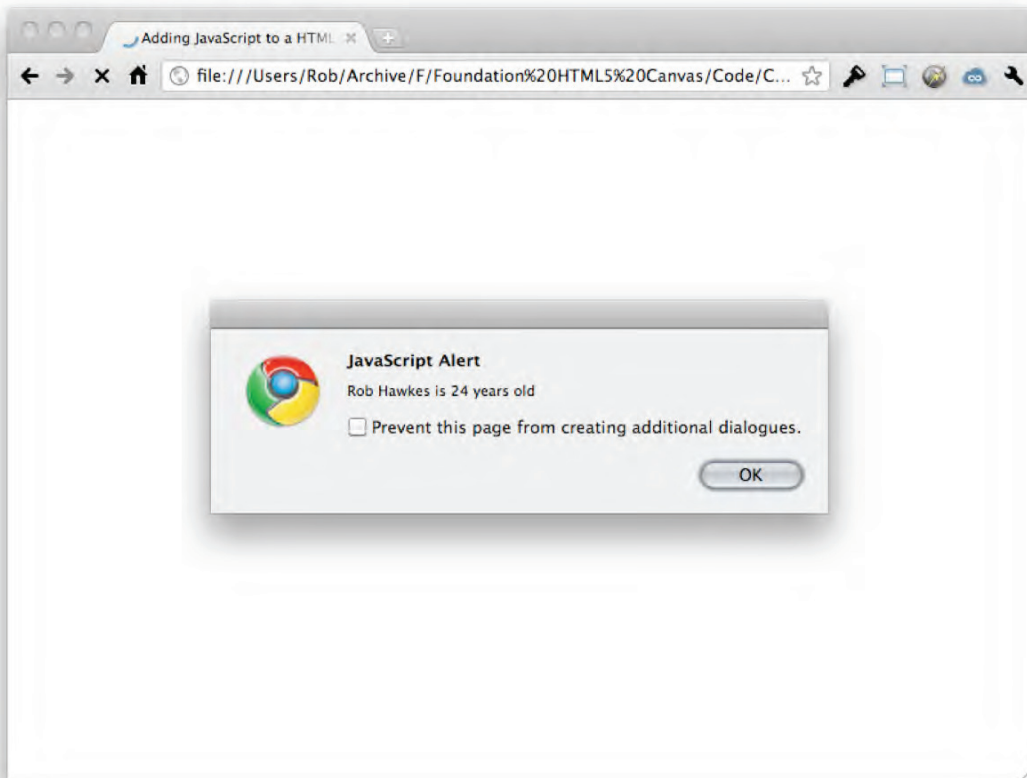 Adding JavaScript to a HTML
file:///Users/Rob/Archive/F/Foundation%20HTML5%20Canvas/Code/C...
JavaScript Alert
Rob Hawkes is 24 years old
Prevent this page from creating additional dialogues.
OK